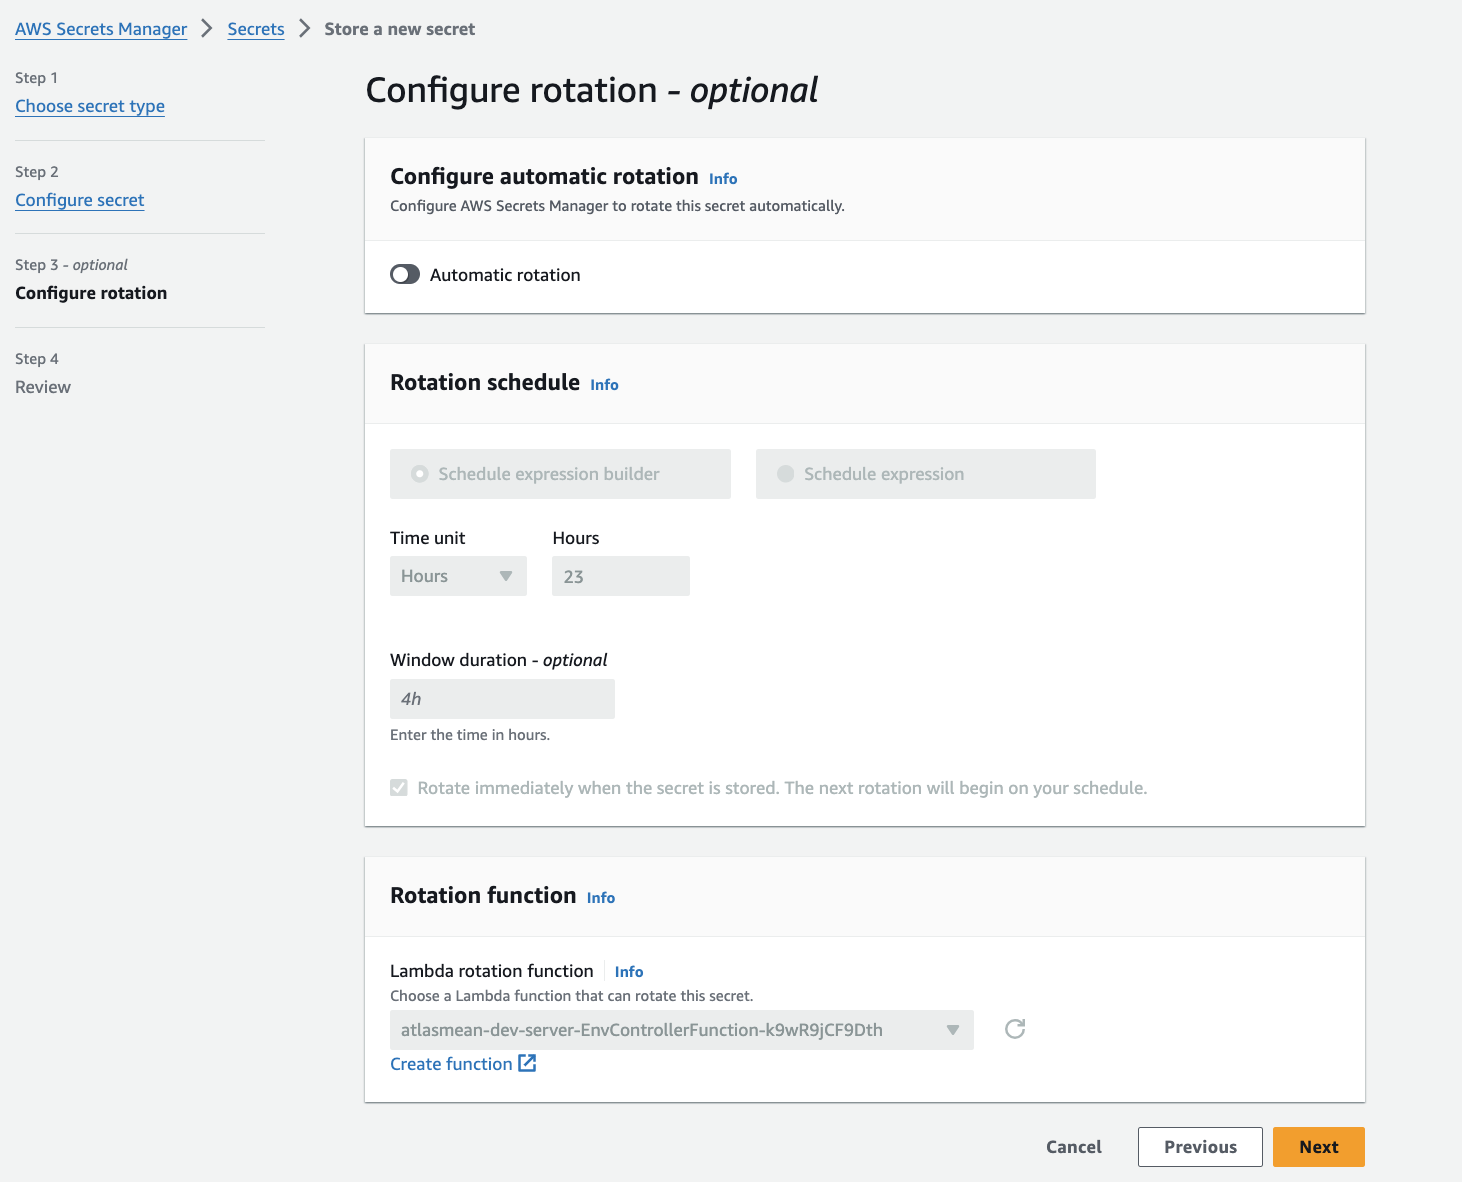 AWS Secrets Manager > Secrets > Store a new secret
Step 1
Choose secret type
Step 2
Configure secret
Step 3 - optional
Configure rotation
Step 4
Review
Configure rotation - optional
Configure automatic rotation Info
Configure AWS Secrets Manager to rotate this secret automatically.
Automatic rotation
Rotation schedule Info
Schedule expression builder Schedule expression
Time unit Hours
Hours 23
Window duration - optional
4h
Enter the time in hours.
Rotate immediately when the secret is stored. The next rotation will begin on your schedule.
Rotation function Info
Lambda rotation function Info
Choose a Lambda function that can rotate this secret.
atlasmean-dev-server-EnvControllerFunction-k9wR9jCF9Dth
Create function
Cancel Previous Next